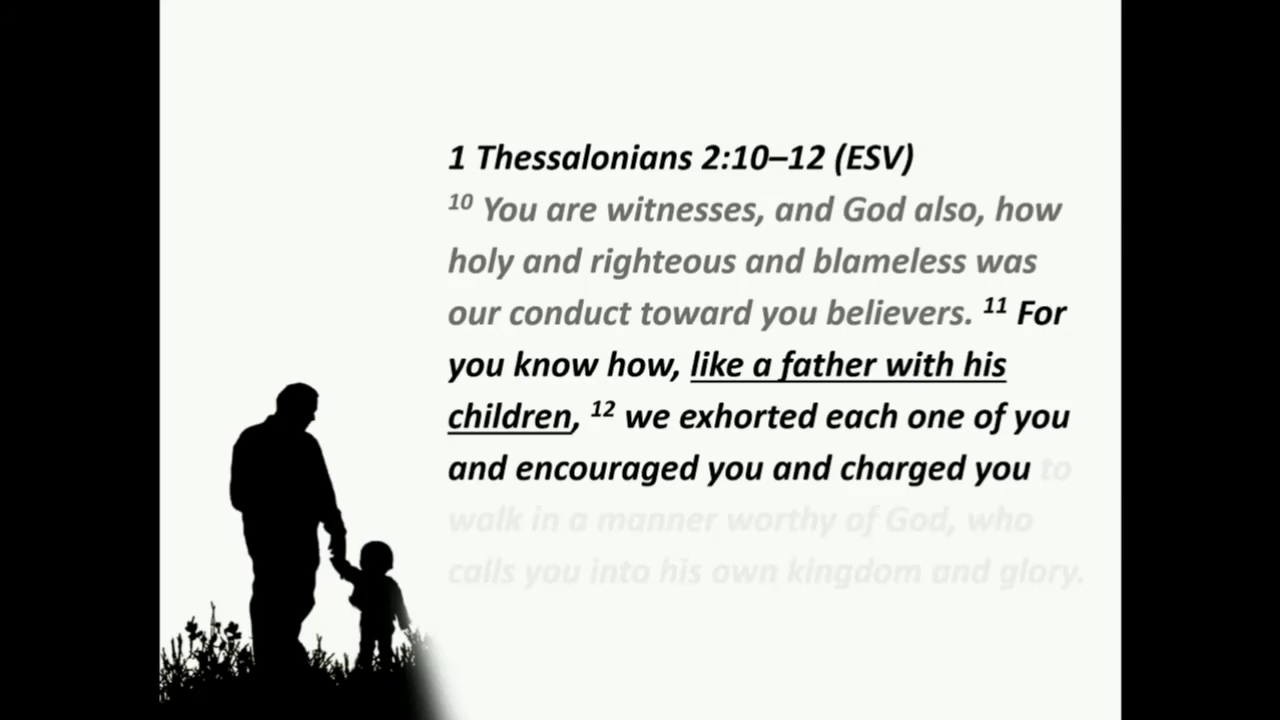 1 Thessalonians 2:10–12 (ESV)
10 You are witnesses, and God also, how
holy and righteous and blameless was
our conduct toward you believers. 11 For
you know how, like a father with his
children, 12 we exhorted each one of you
and encouraged you and charged you to
walk in a manner worthy of God, who
calls you into his own kingdom and glory.